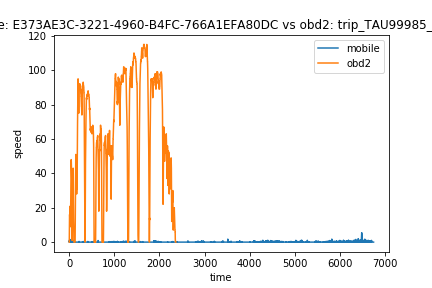 e: E373AE3C-3221-4960-B4FC-766A1EFA80DC vs obd2: trip_TAU99985_
mobile
obd2
speed
120
100
80
60
40
20
0
0 1000 2000 3000 4000 5000 6000 7000
time